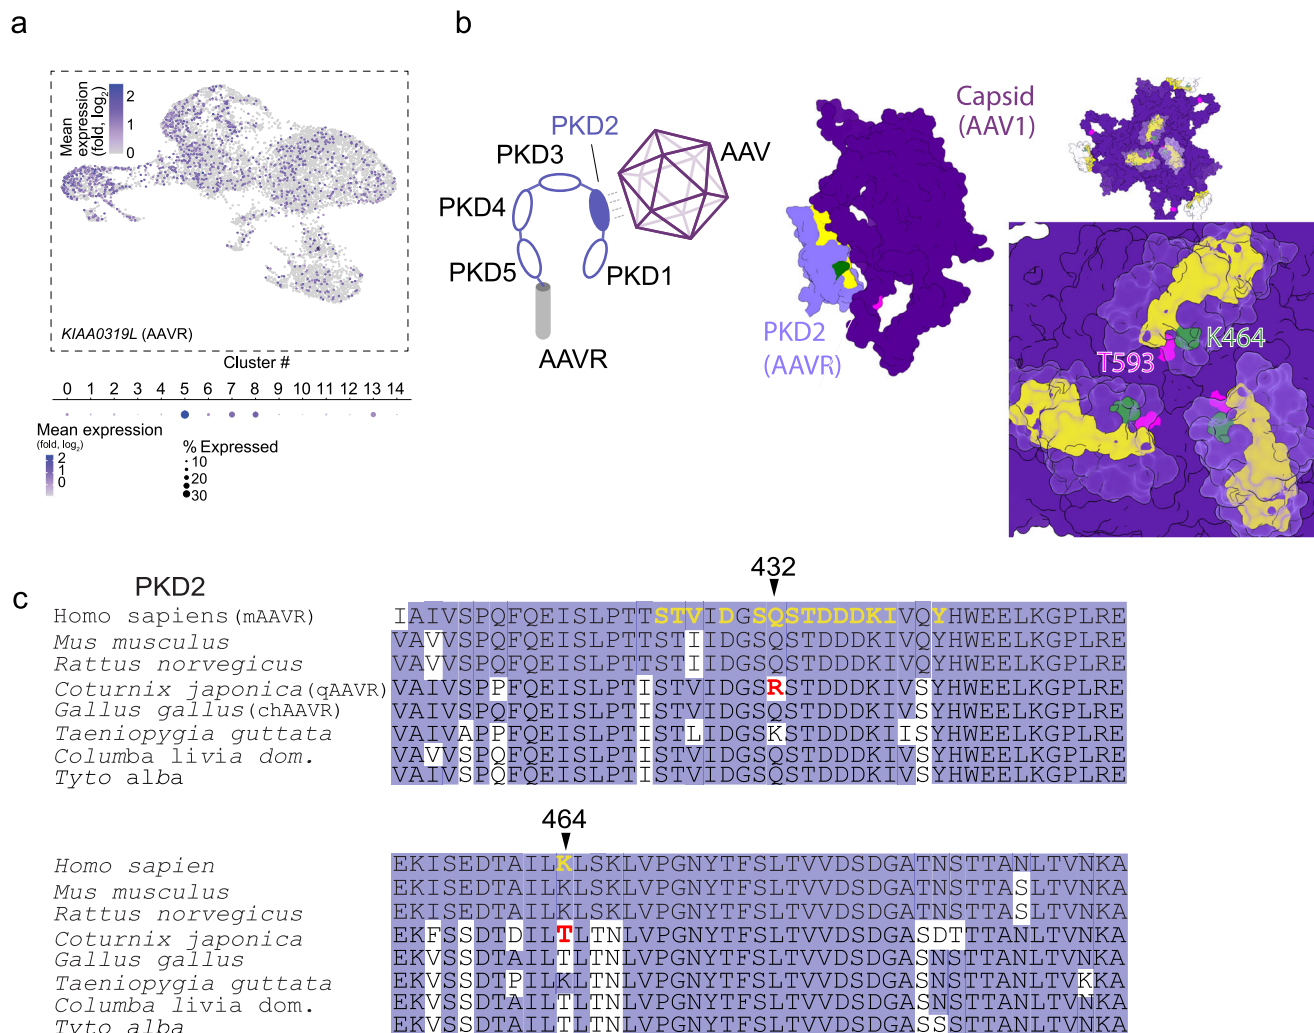 a
b
Mean
expression
(fold, log2)
2
1
0
KIAA0319L (AAVR)
Cluster #
0 1 2 3 4 5 6 7 8 9 10 11 12 13 14
Mean expression
(fold, log2)
2
1
0
% Expressed
10
20
30
PKD2
PKD3
AAV
PKD4
PKD5
PKD1
AAVR
Capsid
(AAV1)
PKD2
(AAVR)
K464
T593
c
PKD2
432
Homo sapiens (mAAVR) IAIVSPQFQEISLPTTSTVIDGSQSTDDDKIVQYHWEELKGPLRE
Mus musculus VAVVSPQFQEISLPTTSTIIDGSQSTDDDKIVQYHWEELKGPLRE
Rattus norvegicus VAVVSPQFQEISLPTTSTIIDGSQSTDDDKIVQYHWEELKGPLRE
Coturnix japonica (qAAVR) VAIVSPPFQEISLPTISTVIDGSRSTDDDKIVSYHWEELKGPLRE
Gallus gallus (chAAVR) VAIVSPQFQEISLPTISTVIDGSQSTDDDKIVSYHWEELKGPLRE
Taeniopygia guttata VAIVAPPFQEISLPTISTLIDGSKSTDDDKIISYHWEELKGPLRE
Columba livia dom. VAVVSPQFQEISLPTISTVIDGSQSTDDDKIVSYHWEELKGPLRE
Tyto alba VAIVSPQFQEISLPTISTVIDGSQSTDDDKIVSYHWEELKGPLRE
464
Homo sapien EKISEDTAILKLSKLVPGNYTFSLTVVDSDGATNSTTANLTVNKA
Mus musculus EKISEDTAILKLSKLVPGNYTFSLTVVDSDGATNSTTASLTVNKA
Rattus norvegicus EKISEDTAILKLSKLVPGNYTFSLTVVDSDGATNSTTASLTVNKA
Coturnix japonica EKFSSDTDILTLTNLVPGNYTFSLTVVDSDGASDTTTANLTVNKA
Gallus gallus EKVSSDTAILTLTNLVPGNYTFSLTVVDSDGASNSTTANLTVNKA
Taeniopygia guttata EKVSSDTPILKLTNLVPGNYTFSLTVVDSDGATNSTTANLTVKKA
Columba livia dom. EKVSSDTAILTLTNLVPGNYTFSLTVVDSDGASNSTTANLTVNKA
Tyto alba EKVSSDTAILTLTNLVPGNYTFSLTVVDSDGASSSTTANLTVNKA